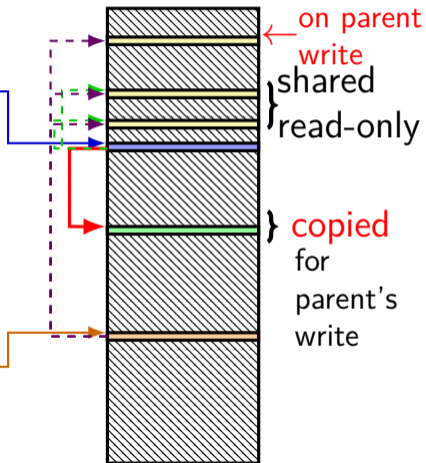 on parent
write
shared
read-only
copied
for
parent's
write